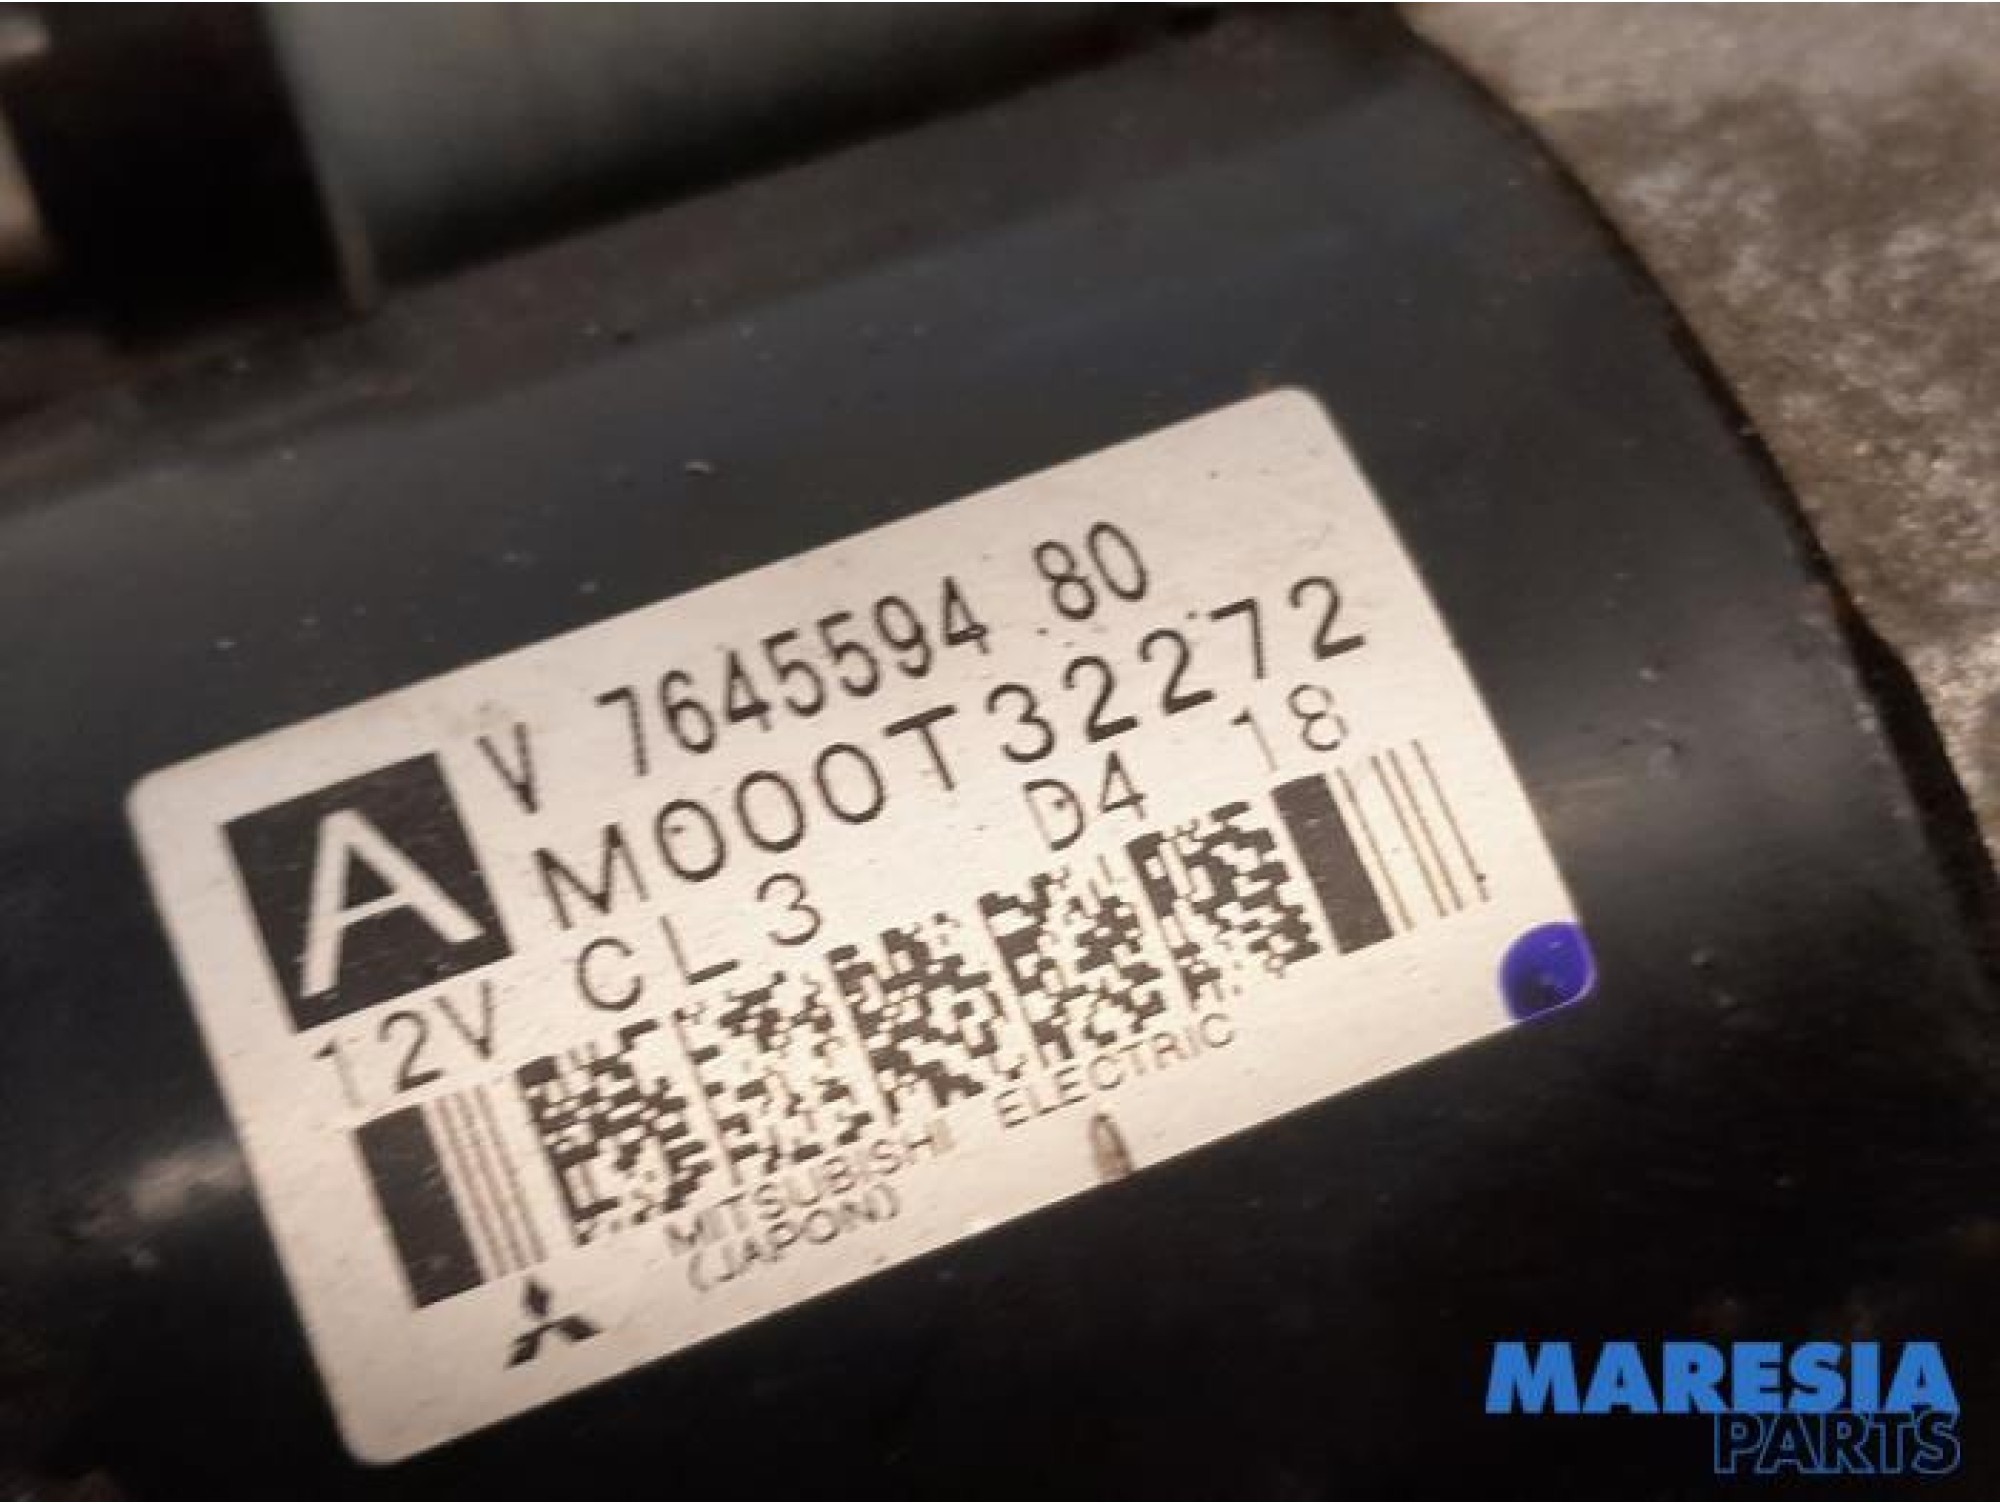 V 7645594 80
A M000T32272
12V CL3 D4 18
MITSUBISHI ELECTRIC
(JAPON)
MARESIA
PARTS